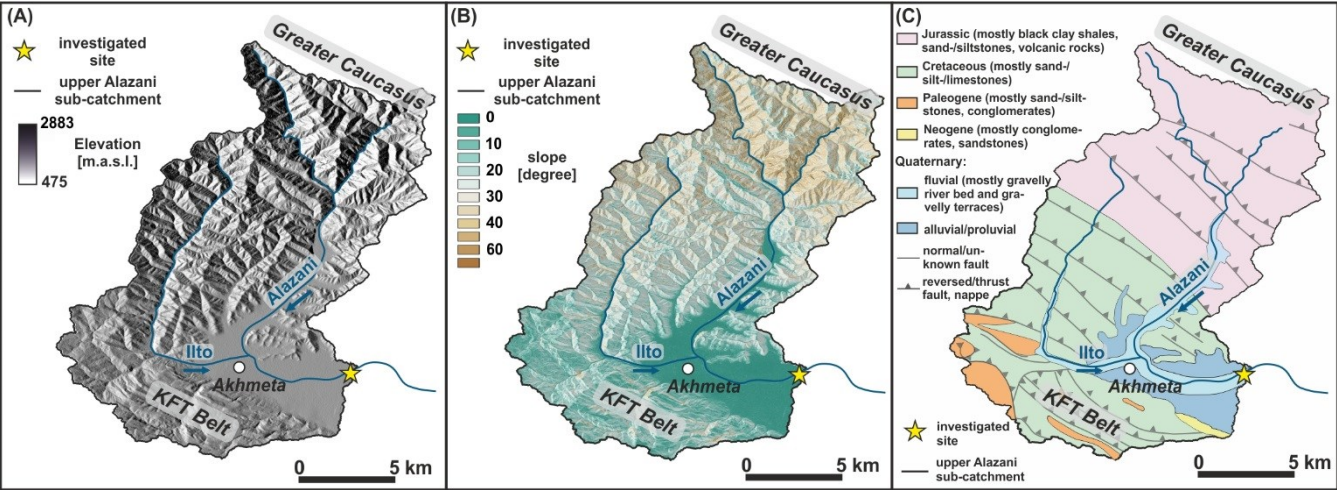 (A)
Greater Caucasus
investigated
site
upper Alazani
sub-catchment
2883
Elevation
[m.a.s.l.]
475
Alazani
Ilto
Akhmeta
KFT Belt
0 5 km
(B)
Greater Caucasus
investigated
site
upper Alazani
sub-catchment
0
10
20
30
40
60
slope
[degree]
Alazani
Ilto
Akhmeta
KFT Belt
0 5 km
(C)
Greater Caucasus
Jurassic (mostly black clay shales,
sand-/siltstones, volcanic rocks)
Cretaceous (mostly sand-/
silt-/limestones)
Paleogene (mostly sand-/silt-
stones, conglomerates)
Neogene (mostly conglome-
rates, sandstones)
Quaternary:
fluvial (mostly gravelly
river bed and gra-
velly terraces)
alluvial/proluvial
normal/un-
known fault
reversed/thrust
fault, nappe
Alazani
Ilto
Akhmeta
KFT Belt
investigated
site
upper Alazani
sub-catchment
0 5 km